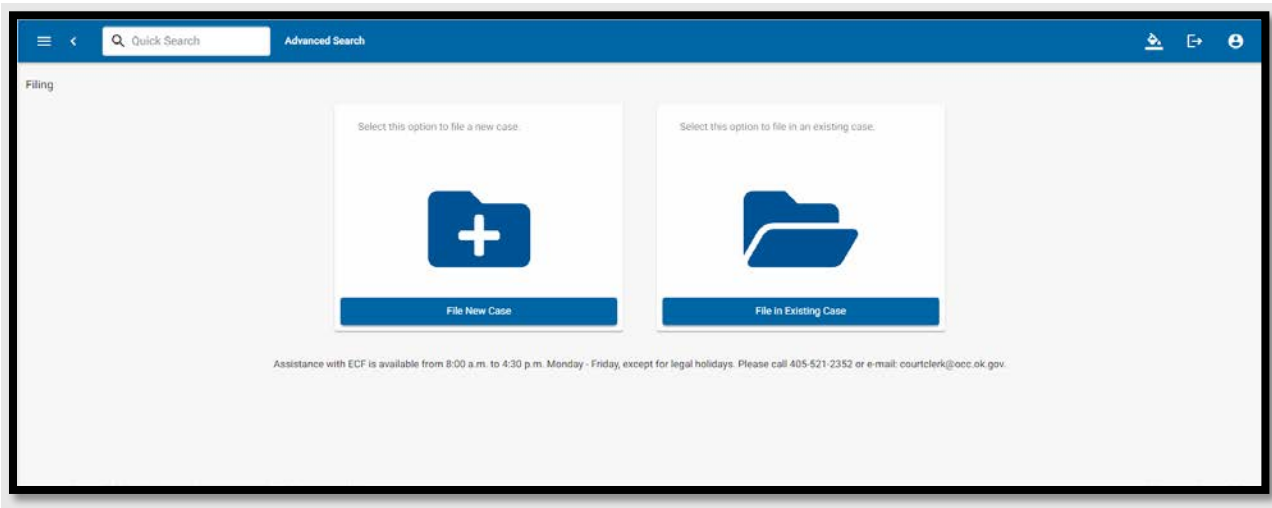 Quick Search
Advanced Search
Filing
Select this option to file a new case.
Select this option to file in an existing case.
File New Case
File in Existing Case
Assistance with ECF is available from 8:00 a.m. to 4:30 p.m. Monday - Friday, except for legal holidays. Please call 405-521-2352 or e-mail: courtclerk@occ.ok.gov.